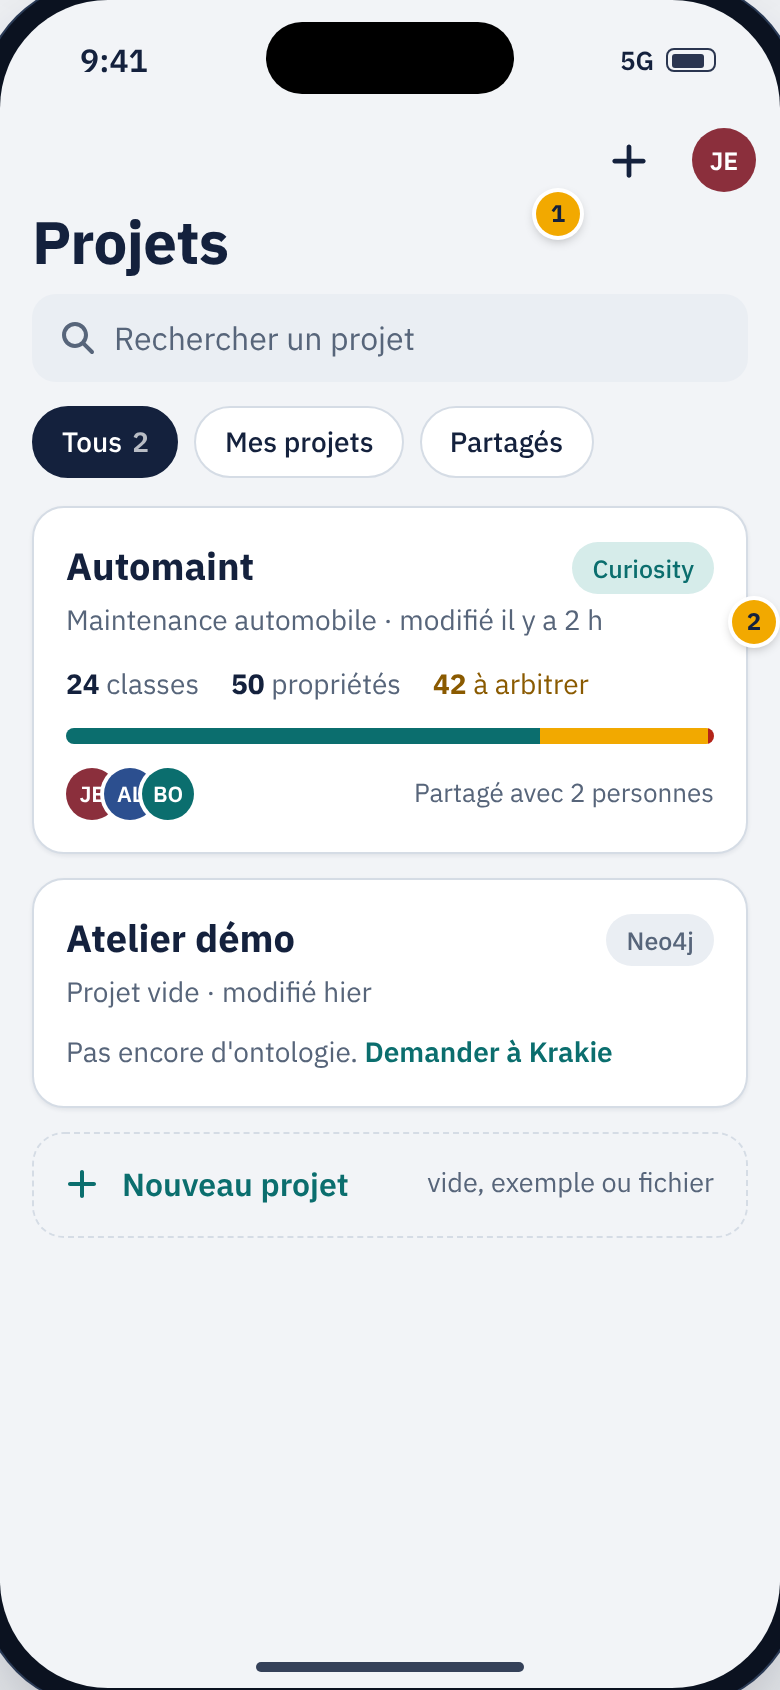 9:41
5G
JE
1
Projets
Rechercher un projet
Tous 2
Mes projets
Partagés
Automaint
Curiosity
Maintenance automobile · modifié il y a 2 h
2
24 classes 50 propriétés 42 à arbitrer
JE AL BO
Partagé avec 2 personnes
Atelier démo
Neo4j
Projet vide · modifié hier
Pas encore d'ontologie. Demander à Krakie
Nouveau projet
vide, exemple ou fichier